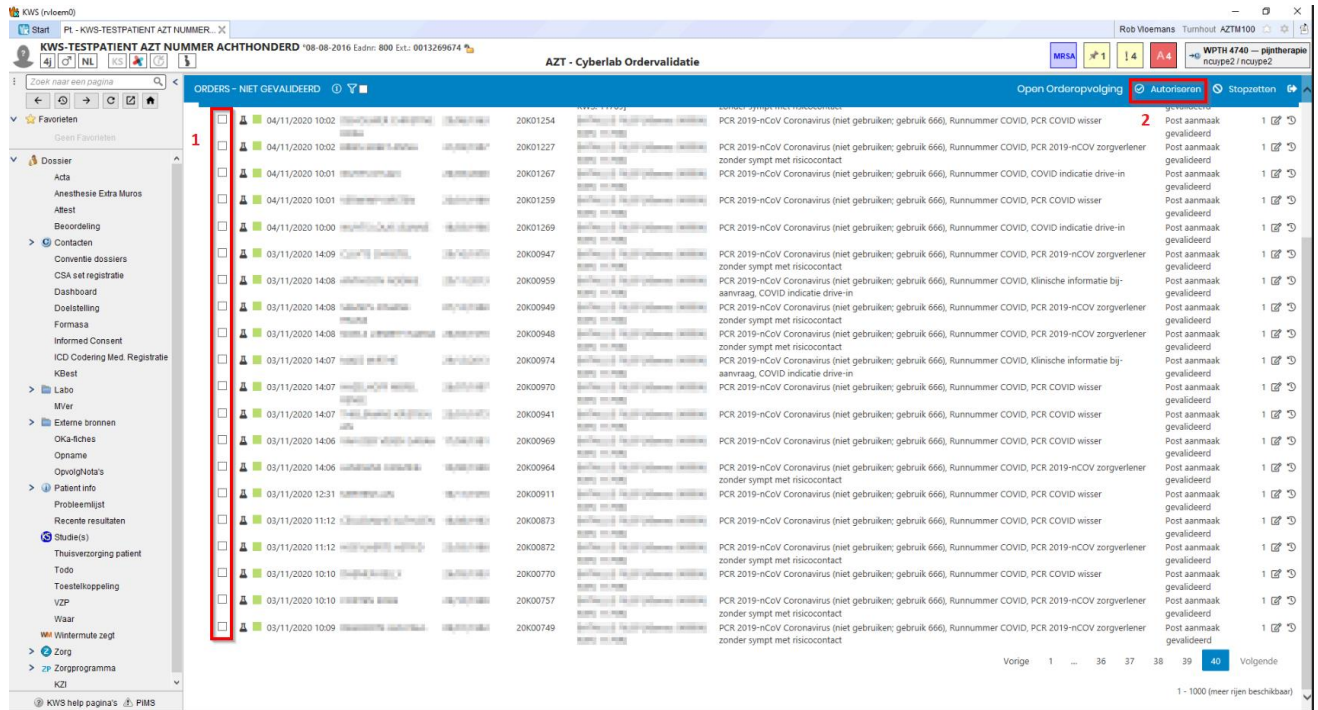 KWS (rvloem0)
Start Pt. - KWS-TESTPATIENT AZT NUMMER... Rob Vloemans Turnhout AZTM100
KWS-TESTPATIENT AZT NUMMER ACHTHONDERD °08-08-2016 Eadnr: 800 Ext.: 0013269674
4j NL KS
AZT - Cyberlab Ordervalidatie
MRSA 1 !4 A4 WPTH 4740 — pijntherapie
ncuype2 / ncuype2
Zoek naar een pagina
Favorieten
Geen Favorieten
Dossier
Acta
Anesthesie Extra Muros
Attest
Beoordeling
Contacten
Conventie dossiers
CSA set registratie
Dashboard
Doelstelling
Formasa
Informed Consent
ICD Codering Med. Registratie
KBest
Labo
MVer
Externe bronnen
OKa-fiches
Opname
OpvolgNota's
Patient info
Probleemlijst
Recente resultaten
Studie(s)
Thuisverzorging patient
Todo
Toestelkoppeling
VZP
Waar
WM Wintermute zegt
Zorg
ZP Zorgprogramma
KZI
KWS help pagina's PiMS
ORDERS - NIET GEVALIDEERD Open Orderopvolging Autoriseren Stopzetten
1
2
04/11/2020 10:02 20K01254 PCR 2019-nCoV Coronavirus (niet gebruiken; gebruik 666), Runnummer COVID, PCR COVID wisser Post aanmaak 1
gevalideerd
04/11/2020 10:02 20K01227 PCR 2019-nCoV Coronavirus (niet gebruiken; gebruik 666), Runnummer COVID, PCR 2019-nCOV zorgverlener Post aanmaak 1
zonder sympt met risicocontact gevalideerd
04/11/2020 10:01 20K01267 PCR 2019-nCoV Coronavirus (niet gebruiken; gebruik 666), Runnummer COVID, COVID indicatie drive-in Post aanmaak 1
gevalideerd
04/11/2020 10:01 20K01259 PCR 2019-nCoV Coronavirus (niet gebruiken; gebruik 666), Runnummer COVID, PCR COVID wisser Post aanmaak 1
gevalideerd
04/11/2020 10:00 20K01269 PCR 2019-nCoV Coronavirus (niet gebruiken; gebruik 666), Runnummer COVID, COVID indicatie drive-in Post aanmaak 1
gevalideerd
03/11/2020 14:09 20K00947 PCR 2019-nCoV Coronavirus (niet gebruiken; gebruik 666), Runnummer COVID, PCR 2019-nCOV zorgverlener Post aanmaak 1
zonder sympt met risicocontact gevalideerd
03/11/2020 14:08 20K00959 PCR 2019-nCoV Coronavirus (niet gebruiken; gebruik 666), Runnummer COVID, Klinische informatie bij- Post aanmaak 1
aanvraag, COVID indicatie drive-in gevalideerd
03/11/2020 14:08 20K00949 PCR 2019-nCoV Coronavirus (niet gebruiken; gebruik 666), Runnummer COVID, PCR 2019-nCOV zorgverlener Post aanmaak 1
zonder sympt met risicocontact gevalideerd
03/11/2020 14:08 20K00948 PCR 2019-nCoV Coronavirus (niet gebruiken; gebruik 666), Runnummer COVID, PCR 2019-nCOV zorgverlener Post aanmaak 1
zonder sympt met risicocontact gevalideerd
03/11/2020 14:07 20K00974 PCR 2019-nCoV Coronavirus (niet gebruiken; gebruik 666), Runnummer COVID, Klinische informatie bij- Post aanmaak 1
aanvraag, COVID indicatie drive-in gevalideerd
03/11/2020 14:07 20K00970 PCR 2019-nCoV Coronavirus (niet gebruiken; gebruik 666), Runnummer COVID, PCR COVID wisser Post aanmaak 1
gevalideerd
03/11/2020 14:07 20K00941 PCR 2019-nCoV Coronavirus (niet gebruiken; gebruik 666), Runnummer COVID, PCR COVID wisser Post aanmaak 1
gevalideerd
03/11/2020 14:06 20K00969 PCR 2019-nCoV Coronavirus (niet gebruiken; gebruik 666), Runnummer COVID, PCR COVID wisser Post aanmaak 1
gevalideerd
03/11/2020 14:06 20K00964 PCR 2019-nCoV Coronavirus (niet gebruiken; gebruik 666), Runnummer COVID, PCR 2019-nCOV zorgverlener Post aanmaak 1
zonder sympt met risicocontact gevalideerd
03/11/2020 12:31 20K00911 PCR 2019-nCoV Coronavirus (niet gebruiken; gebruik 666), Runnummer COVID, PCR COVID wisser Post aanmaak 1
gevalideerd
03/11/2020 11:12 20K00873 PCR 2019-nCoV Coronavirus (niet gebruiken; gebruik 666), Runnummer COVID, PCR COVID wisser Post aanmaak 1
gevalideerd
03/11/2020 11:12 20K00872 PCR 2019-nCoV Coronavirus (niet gebruiken; gebruik 666), Runnummer COVID, PCR 2019-nCOV zorgverlener Post aanmaak 1
zonder sympt met risicocontact gevalideerd
03/11/2020 10:10 20K00770 PCR 2019-nCoV Coronavirus (niet gebruiken; gebruik 666), Runnummer COVID, PCR COVID wisser Post aanmaak 1
gevalideerd
03/11/2020 10:10 20K00757 PCR 2019-nCoV Coronavirus (niet gebruiken; gebruik 666), Runnummer COVID, PCR 2019-nCOV zorgverlener Post aanmaak 1
zonder sympt met risicocontact gevalideerd
03/11/2020 10:09 20K00749 PCR 2019-nCoV Coronavirus (niet gebruiken; gebruik 666), Runnummer COVID, PCR 2019-nCOV zorgverlener Post aanmaak 1
zonder sympt met risicocontact gevalideerd
Vorige 1 ... 36 37 38 39 40 Volgende
1 - 1000 (meer rijen beschikbaar)